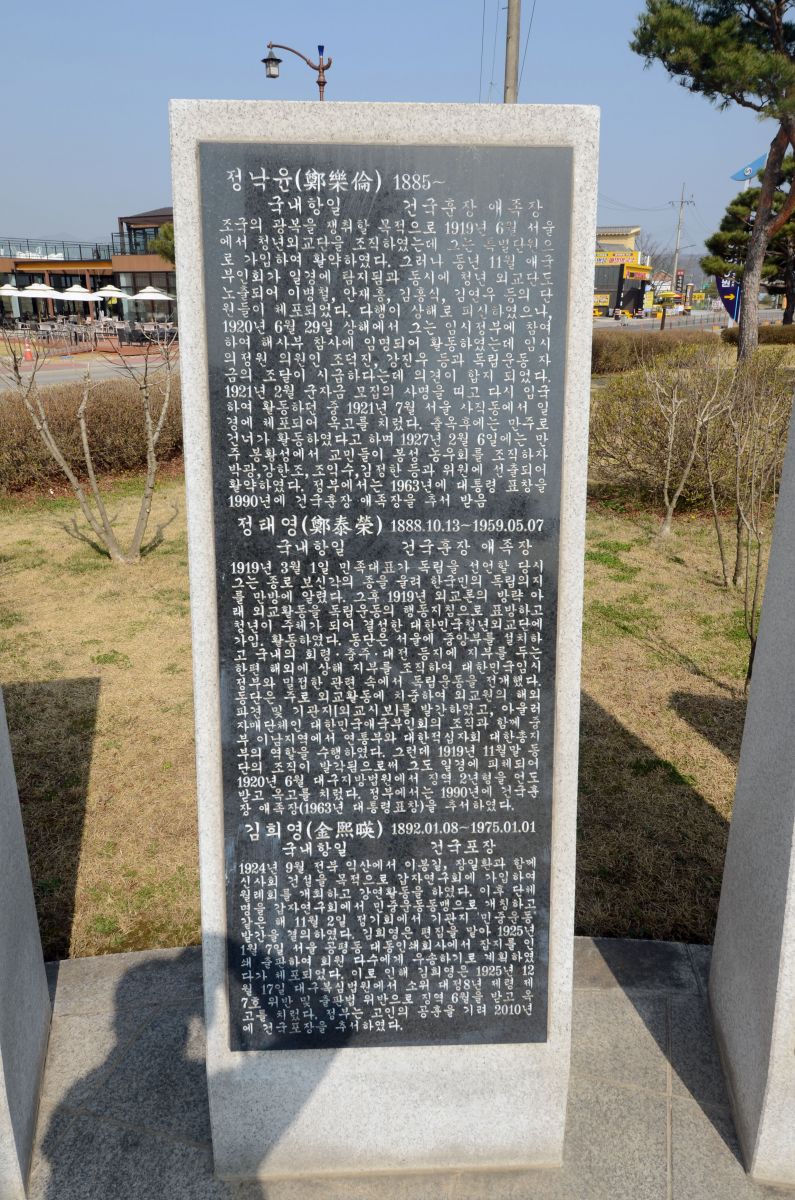 정낙윤(鄭樂倫) 1885~
국내항일 건국훈장 애족장
조국의 광복을 쟁취할 목적으로 1919년 6월 서울
에서 청년외교단을 조직하였는데 그는 특별단원으
로 가입하여 활약하였다. 그러나 동년 11월 애국
부인회가 일경에 탐지됨과 동시에 청년 외교단도
노출되어 이병철, 안재홍, 김홍식, 김연우 등의 단
원들이 체포되었다. 다행이 상해로 피신하였으나,
1920년 6월 29일 상해에서 그는 임시정부에 참여
하여 해사부 참사에 임명되어 활동하였는데 임시
의정원 의원인 조덕진, 강진우 등과 독립운동 자
금의 조달이 시급하다는데 의견이 합치 되었다.
1921년 2월 군자금 모집의 사명을 띠고 다시 입국
하여 활동하던 중 1921년 7월 서울 사직동에서 일
경에 체포되어 옥고를 치렀다. 출옥후에는 만주로
건너가 활동하였다고 하며 1927년 2월 6일에는 만
주 봉황성에서 교민들이 봉성 농우회를 조직하자
박광, 강한조, 조익수, 김정한 등과 위원에 선출되어
활약하였다. 정부에서는 1963년에 대통령 표창을
1990년에 건국훈장 애족장을 추서 받음
정태영(鄭泰榮) 1888.10.13~1959.05.07
국내항일 건국훈장 애족장
1919년 3월 1일 민족대표가 독립을 선언할 당시
그는 종로 보신각의 종을 울려 한국민의 독립의지
를 만방에 알렸다. 그후 1919년 외교론의 방략 아
래 외교활동을 독립운동의 행동지침으로 표방하고
청년이 주체가 되어 결성한 대한민국청년외교단에
가입, 활동하였다. 동단은 서울에 중앙부를 설치하
고 국내의 회령·충주·대전 등지에 지부를 두는
한편 해외에 상해 지부를 조직하여 대한민국임시
정부와 밀접한 관련 속에서 독립운동을 전개했다.
동단은 주로 외교활동에 치중하여 외교원의 해외
파견 및 기관지[외교시보]를 발간하였고, 아울러
자매단체인 대한민국애국부인회의 조직과 함께 중
부 이남지역에서 연통부와 대한적십자회 대한총지
부의 역할을 수행하였다. 그런데 1919년 11월말 동
단의 조직이 발각됨으로써 그도 일경에 피체되어
1920년 6월 대구지방법원에서 징역 2년형을 언도
받고 옥고를 치렀다. 정부에서는 1990년에 건국훈
장 애족장(1963년 대통령표창)을 추서하였다.
김희영(金熙暎) 1892.01.08~1975.01.01
국내항일 건국포장
1924년 9월 전북 익산에서 이봉길, 장일환과 함께
신사회 건설을 목적으로 갑자연구회에 가입하여
월례회를 개최하고 강연활동을 하였다. 이후 단체
명을 갑자연구회에서 민중운동동맹으로 개칭하고
같은 해 11월 2일 정기회에서 기관지 '민중운동'
발간을 결의하였다. 김희영은 편집을 맡아 1925년
1월 7일 서울 공평동 대동인쇄회사에서 잡지를 인
쇄 출판하여 회원 다수에게 우송하기로 계획하였
다가 체포되었다. 이로 인해 김희영은 1925년 12
월 17일 대구복심법원에서 소위 대정8년 제령 제
7호 위반 및 출판법 위반으로 징역 6월을 받고 옥
고를 치렀다. 정부는 고인의 공훈을 기려 2010년
에 건국포장을 추서하였다.